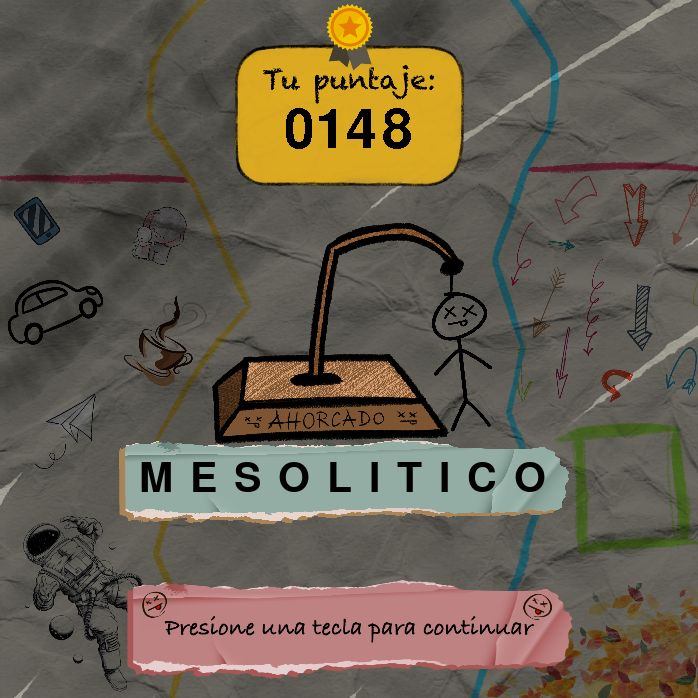 Tu puntaje:
0148
AHORCADO
MESOLITICO
Presione una tecla para continuar